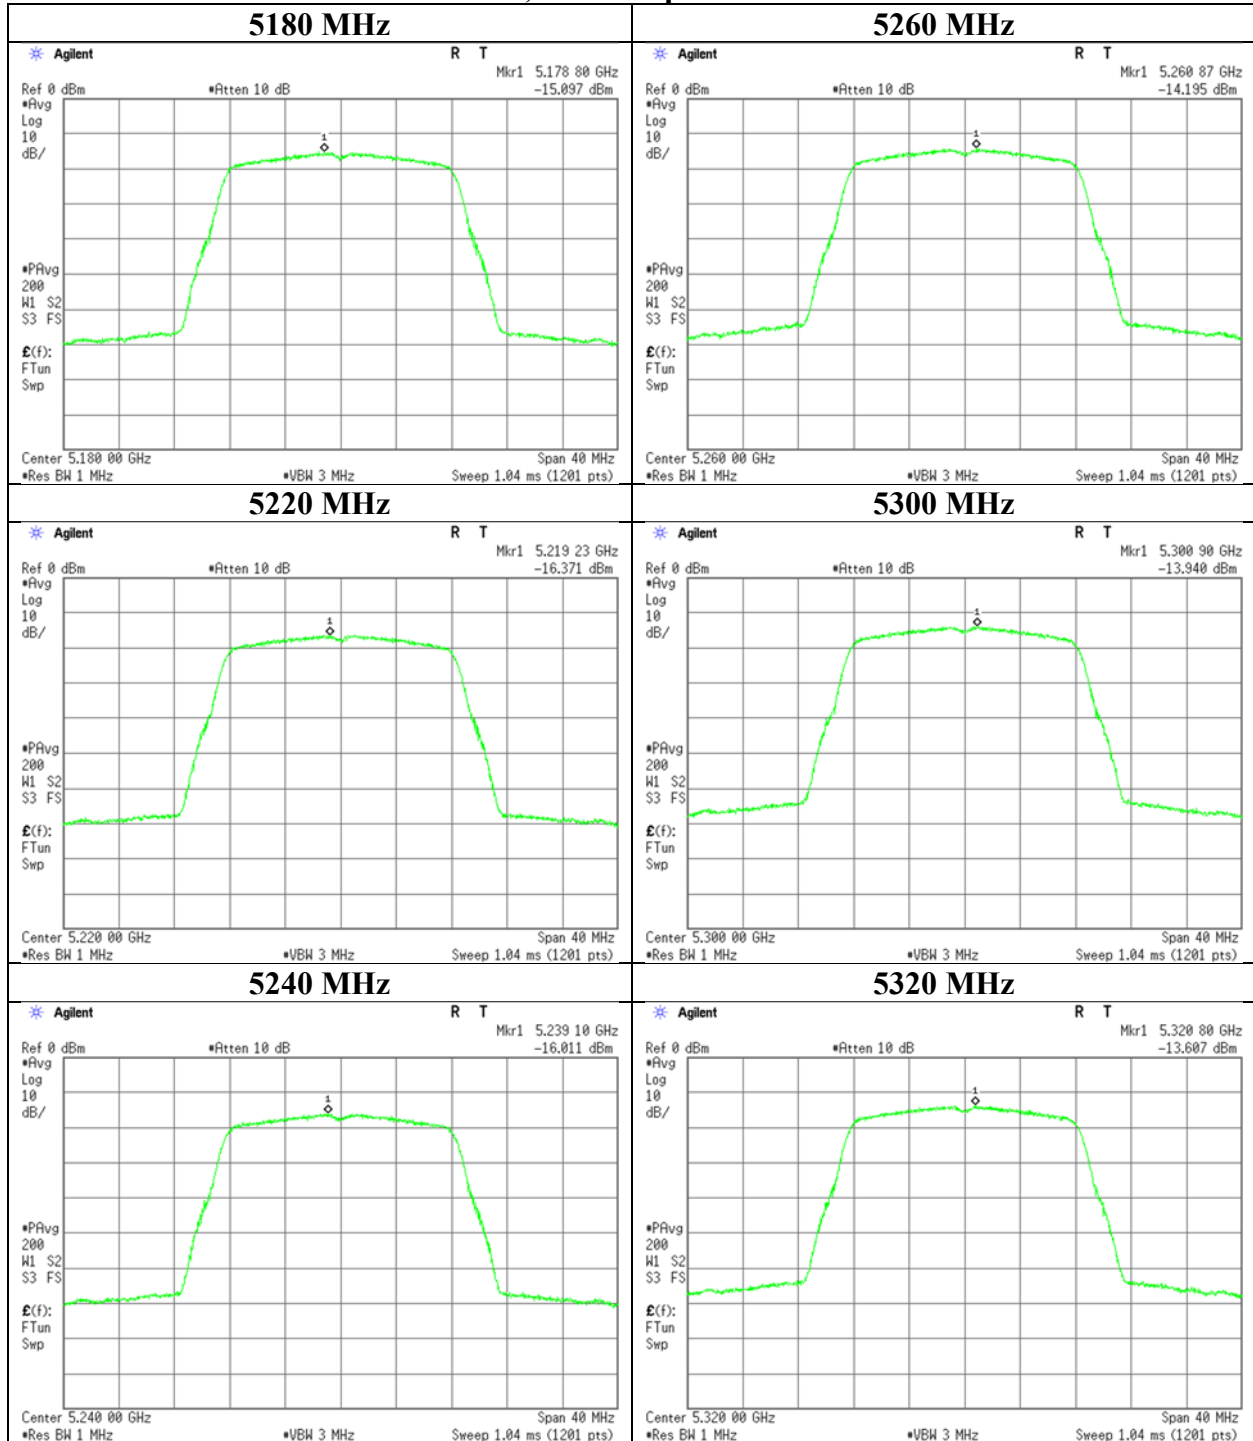 5180 MHz
Agilent
R T
Mkr1 5.178 80 GHz
Ref 0 dBm
#Atten 10 dB
-15.097 dBm
#Avg
Log
10
dB/
1
#PAvg
200
W1 S2
S3 FS
£(f):
FTun
Swp
Center 5.180 00 GHz
Span 40 MHz
#Res BW 1 MHz
#VBW 3 MHz
Sweep 1.04 ms (1201 pts)
5260 MHz
Agilent
R T
Mkr1 5.260 87 GHz
Ref 0 dBm
#Atten 10 dB
-14.195 dBm
#Avg
Log
10
dB/
1
#PAvg
200
W1 S2
S3 FS
£(f):
FTun
Swp
Center 5.260 00 GHz
Span 40 MHz
#Res BW 1 MHz
#VBW 3 MHz
Sweep 1.04 ms (1201 pts)
5220 MHz
Agilent
R T
Mkr1 5.219 23 GHz
Ref 0 dBm
#Atten 10 dB
-16.371 dBm
#Avg
Log
10
dB/
1
#PAvg
200
W1 S2
S3 FS
£(f):
FTun
Swp
Center 5.220 00 GHz
Span 40 MHz
#Res BW 1 MHz
#VBW 3 MHz
Sweep 1.04 ms (1201 pts)
5300 MHz
Agilent
R T
Mkr1 5.300 90 GHz
Ref 0 dBm
#Atten 10 dB
-13.940 dBm
#Avg
Log
10
dB/
1
#PAvg
200
W1 S2
S3 FS
£(f):
FTun
Swp
Center 5.300 00 GHz
Span 40 MHz
#Res BW 1 MHz
#VBW 3 MHz
Sweep 1.04 ms (1201 pts)
5240 MHz
Agilent
R T
Mkr1 5.239 10 GHz
Ref 0 dBm
#Atten 10 dB
-16.011 dBm
#Avg
Log
10
dB/
1
#PAvg
200
W1 S2
S3 FS
£(f):
FTun
Swp
Center 5.240 00 GHz
Span 40 MHz
#Res BW 1 MHz
#VBW 3 MHz
Sweep 1.04 ms (1201 pts)
5320 MHz
Agilent
R T
Mkr1 5.320 80 GHz
Ref 0 dBm
#Atten 10 dB
-13.607 dBm
#Avg
Log
10
dB/
1
#PAvg
200
W1 S2
S3 FS
£(f):
FTun
Swp
Center 5.320 00 GHz
Span 40 MHz
#Res BW 1 MHz
#VBW 3 MHz
Sweep 1.04 ms (1201 pts)